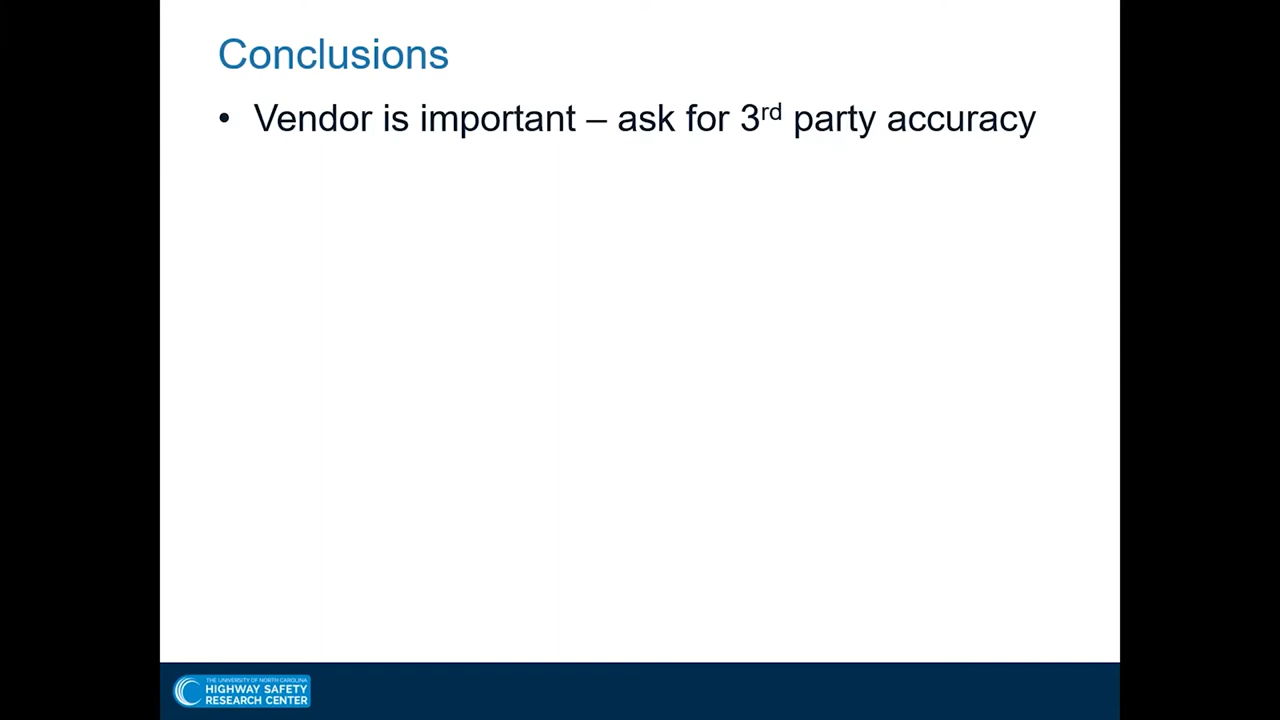 Conclusions
• Vendor is important – ask for 3rd party accuracy
THE UNIVERSITY OF NORTH CAROLINA
HIGHWAY SAFETY
RESEARCH CENTER